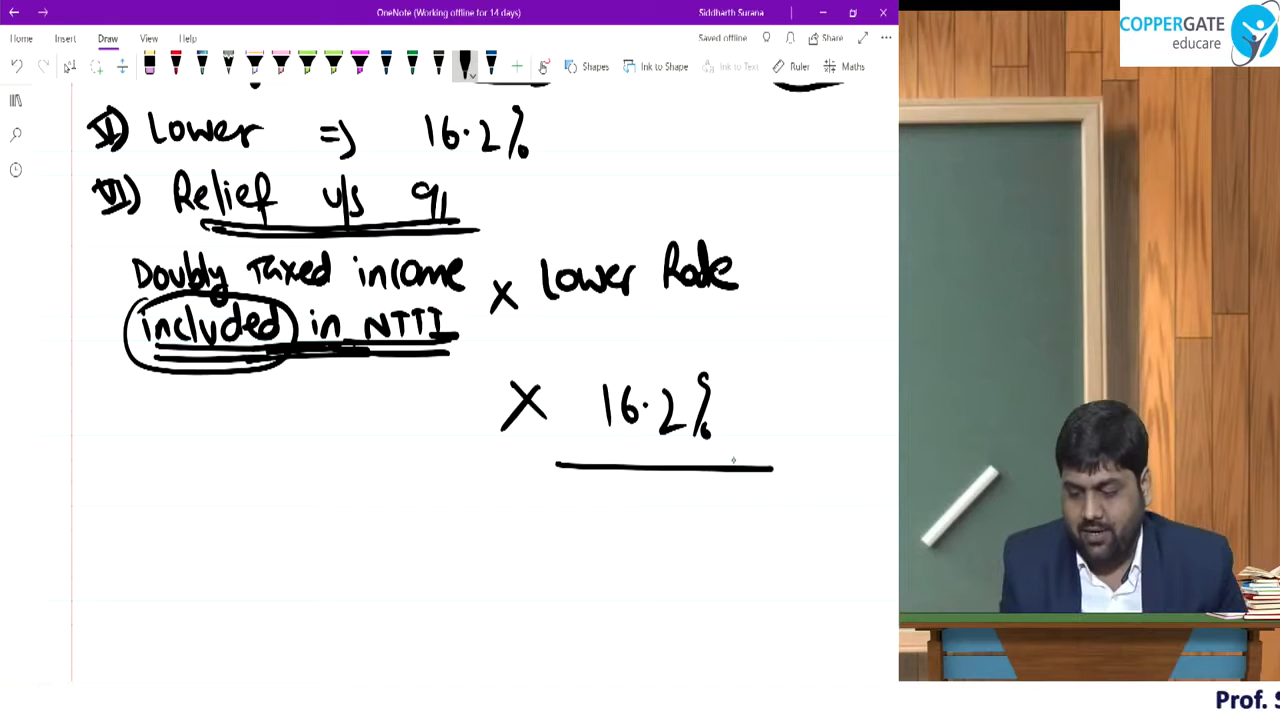 OneNote (Working offline for 14 days)
Siddharth Surana
Home Insert Draw View Help
Saved offline Share
Shapes Ink to Shape Ink to Text Ruler Maths
COPPERGATE
educare
V) Lower => 16.2%
VI) Relief u/s 91
Doubly Taxed income × Lower Rate
included in NTTI
× 16.2%
Prof. S